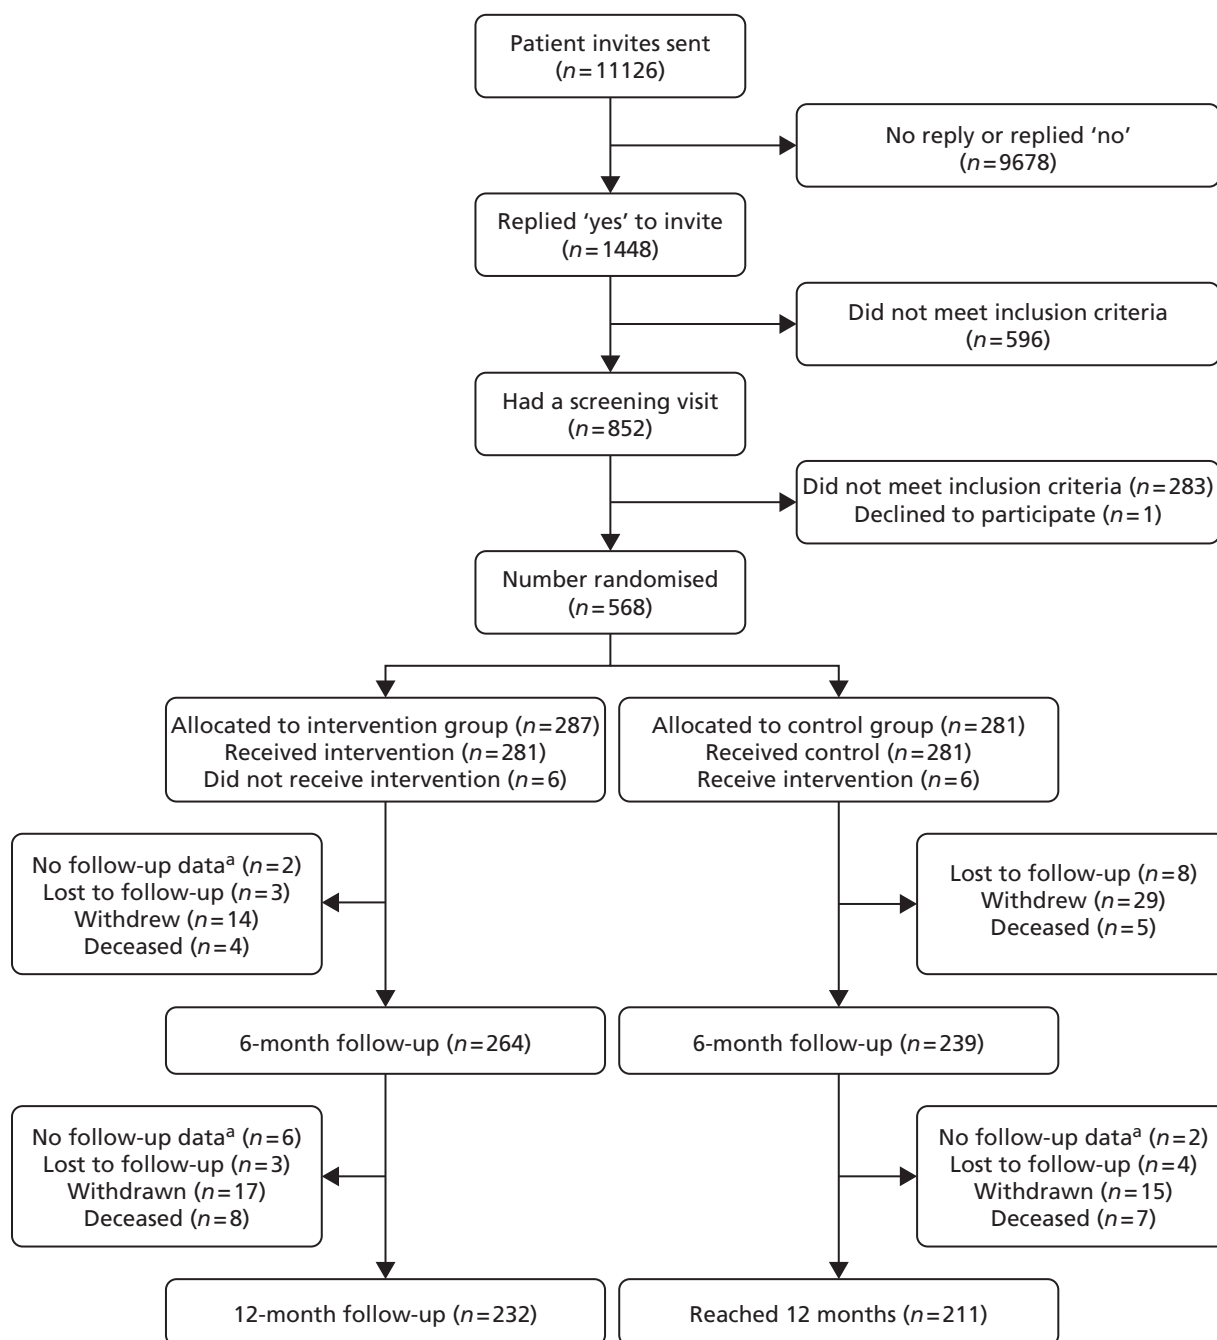 Patient invites sent
(n=11126)
No reply or replied ‘no’
(n=9678)
Replied ‘yes’ to invite
(n=1448)
Did not meet inclusion criteria
(n=596)
Had a screening visit
(n=852)
Did not meet inclusion criteria (n=283)
Declined to participate (n=1)
Number randomised
(n=568)
Allocated to intervention group (n=287)
Received intervention (n=281)
Did not receive intervention (n=6)
Allocated to control group (n=281)
Received control (n=281)
Receive intervention (n=6)
No follow-up dataᵃ (n=2)
Lost to follow-up (n=3)
Withdrew (n=14)
Deceased (n=4)
Lost to follow-up (n=8)
Withdrew (n=29)
Deceased (n=5)
6-month follow-up (n=264)
6-month follow-up (n=239)
No follow-up dataᵃ (n=6)
Lost to follow-up (n=3)
Withdrawn (n=17)
Deceased (n=8)
No follow-up dataᵃ (n=2)
Lost to follow-up (n=4)
Withdrawn (n=15)
Deceased (n=7)
12-month follow-up (n=232)
Reached 12 months (n=211)